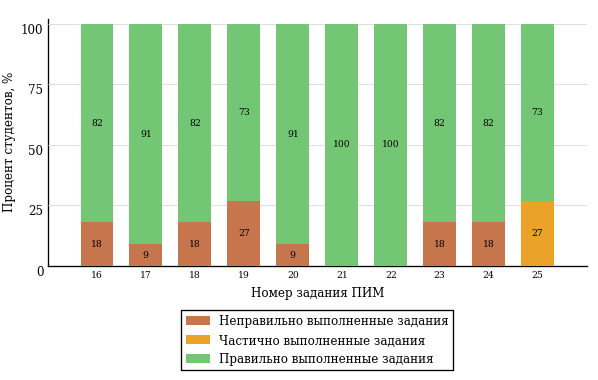 Процент студентов, %
100
75
50
25
0
82 91 82 73 91 100 100 82 82 73
18 9 18 27 9 18 18 27
16 17 18 19 20 21 22 23 24 25
Номер задания ПИМ
Неправильно выполненные задания
Частично выполненные задания
Правильно выполненные задания